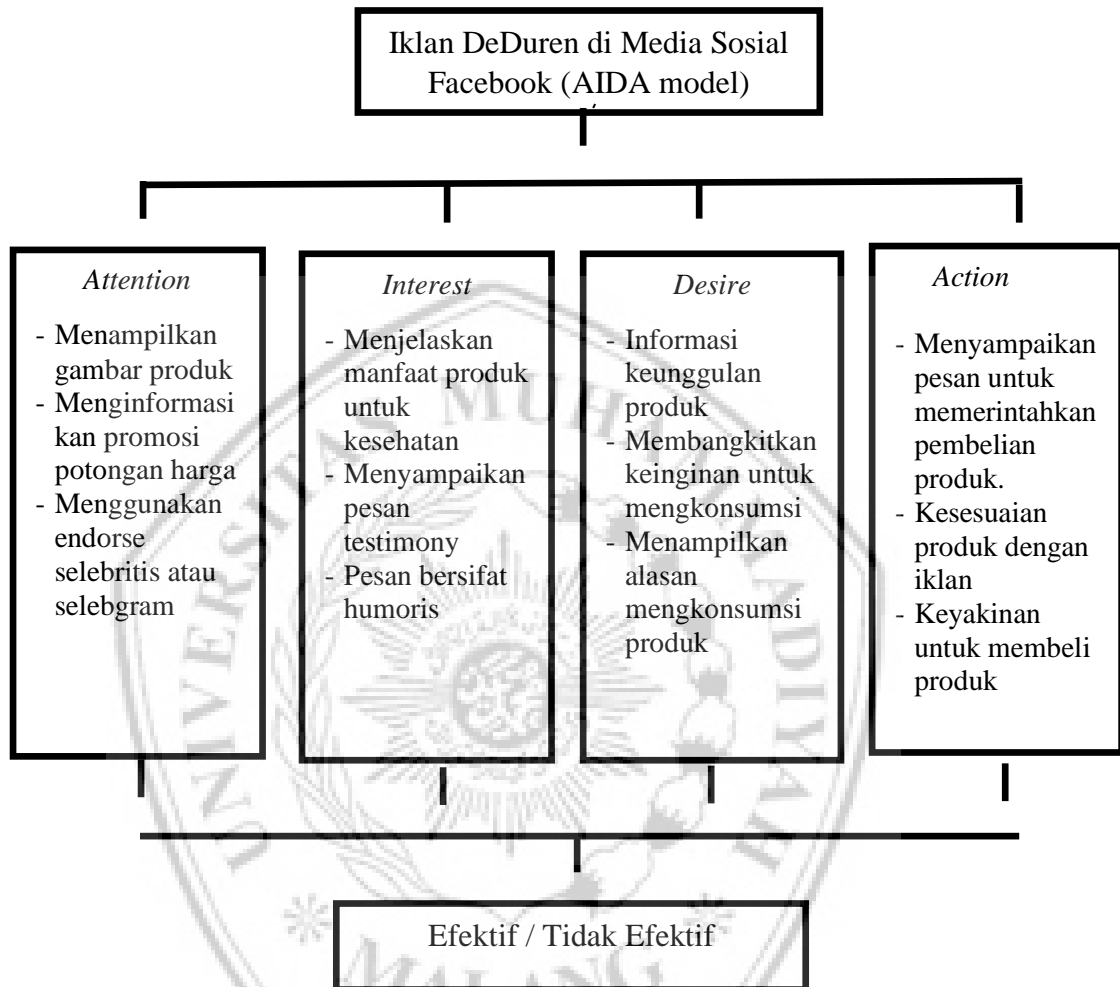 Iklan DeDuren di Media Sosial
Facebook (AIDA model)
Attention
- Menampilkan
gambar produk
- Menginformasi
kan promosi
potongan harga
- Menggunakan
endorse
selebritis atau
selebgram
Interest
- Menjelaskan
manfaat produk
untuk
kesehatan
- Menyampaikan
pesan
testimony
- Pesan bersifat
humoris
Desire
- Informasi
keunggulan
produk
- Membangkitkan
keinginan untuk
mengkonsumsi
- Menampilkan
alasan
mengkonsumsi
produk
Action
- Menyampaikan
pesan untuk
memerintahkan
pembelian
produk.
- Kesesuaian
produk dengan
iklan
- Keyakinan
untuk membeli
produk
Efektif / Tidak Efektif
UNIVERSITAS MUHAMMADIYAH
MALANG